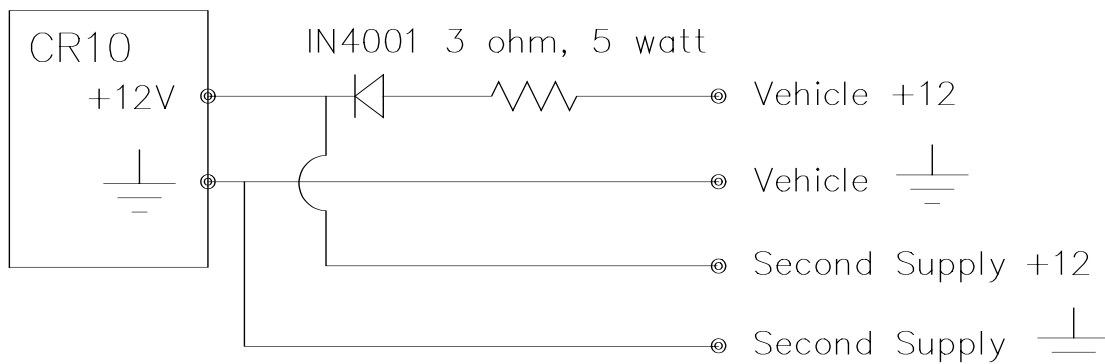 CR10
IN4001 3 ohm, 5 watt
+12V
Vehicle +12
Vehicle
Second Supply +12
Second Supply